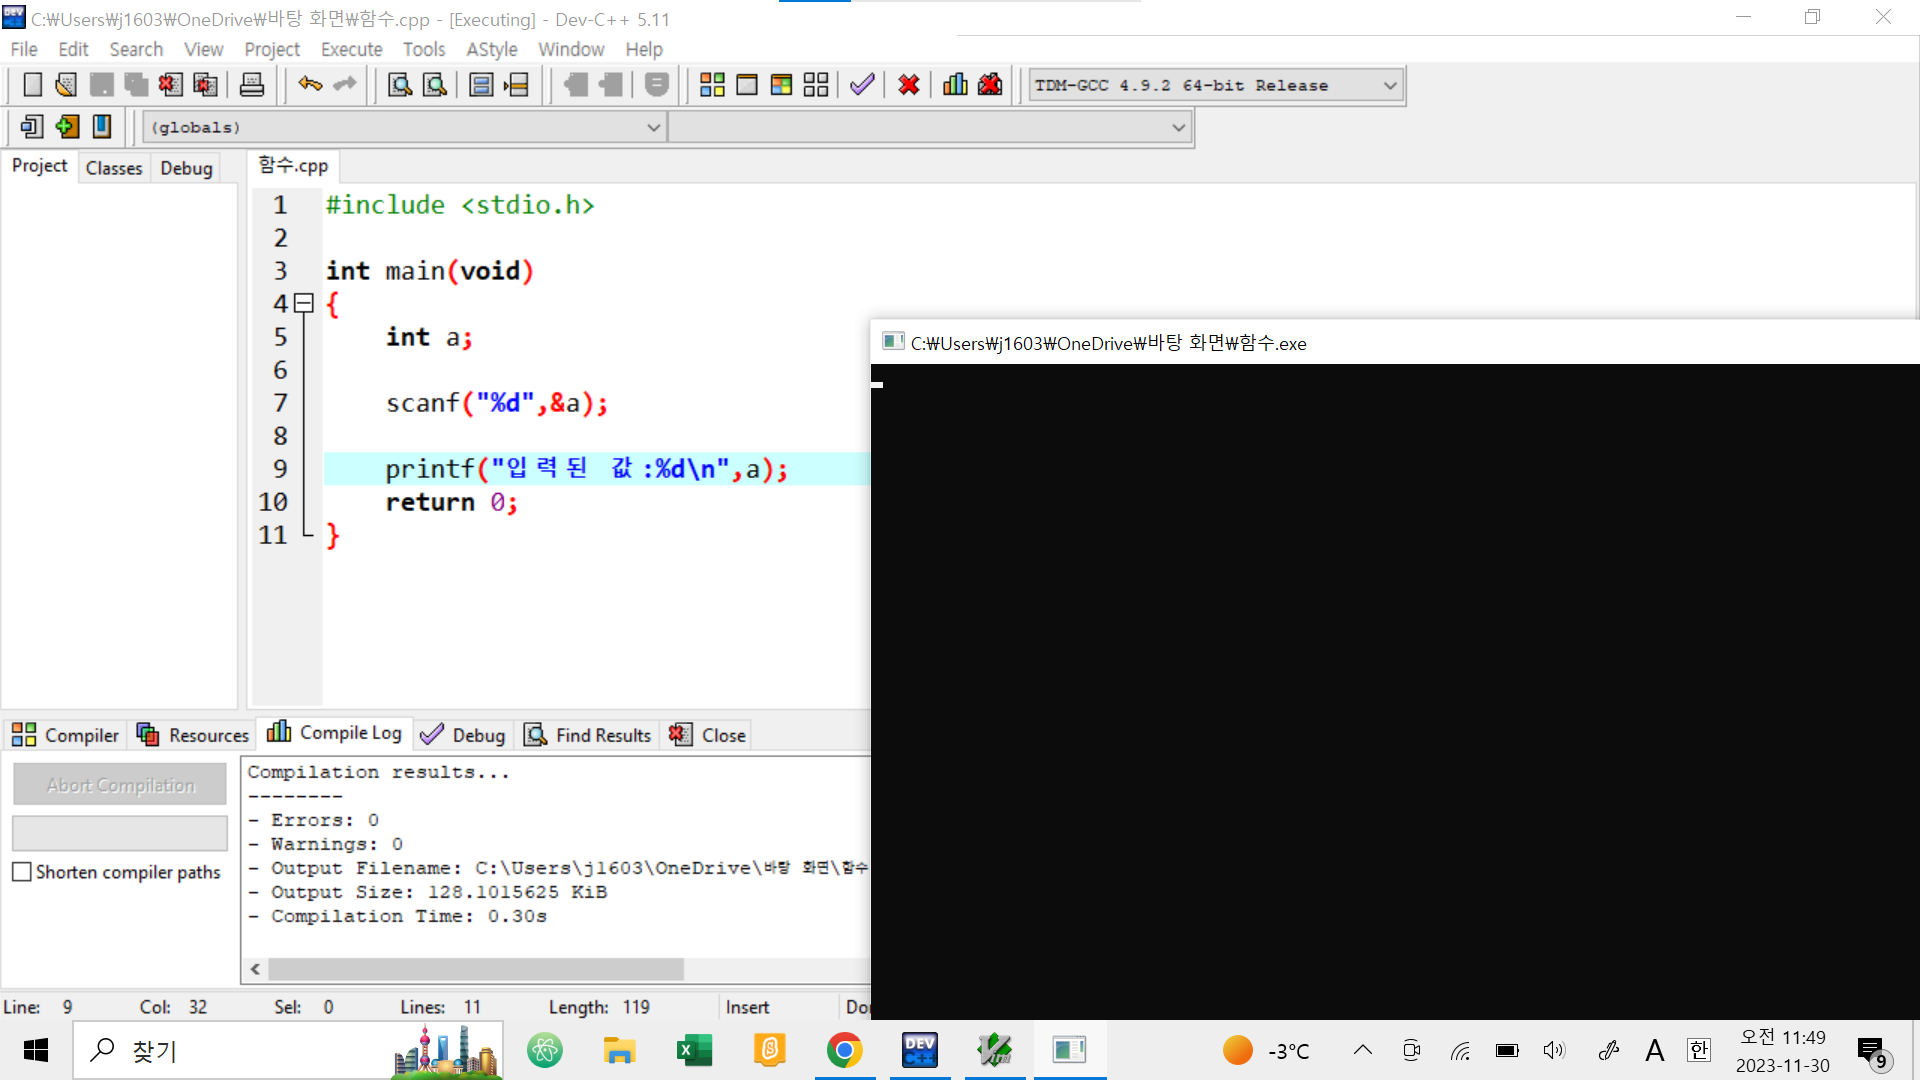 C:₩Users₩j1603₩OneDrive₩바탕 화면₩함수.cpp - [Executing] - Dev-C++ 5.11
File Edit Search View Project Execute Tools AStyle Window Help
TDM-GCC 4.9.2 64-bit Release
(globals)
Project Classes Debug
함수.cpp
1 #include <stdio.h>
2
3 int main(void)
4 {
5 int a;
6
7 scanf("%d",&a);
8
9 printf("입력된 값:%d\n",a);
10 return 0;
11 }
C:₩Users₩j1603₩OneDrive₩바탕 화면₩함수.exe
Compiler Resources Compile Log Debug Find Results Close
Abort Compilation
Shorten compiler paths
Compilation results...
--------
- Errors: 0
- Warnings: 0
- Output Filename: C:\Users\j1603\OneDrive\바탕 화면\함수
- Output Size: 128.1015625 KiB
- Compilation Time: 0.30s
Line: 9 Col: 32 Sel: 0 Lines: 11 Length: 119 Insert
찾기
DEV C++
-3°C
A 한
오전 11:49
2023-11-30
9